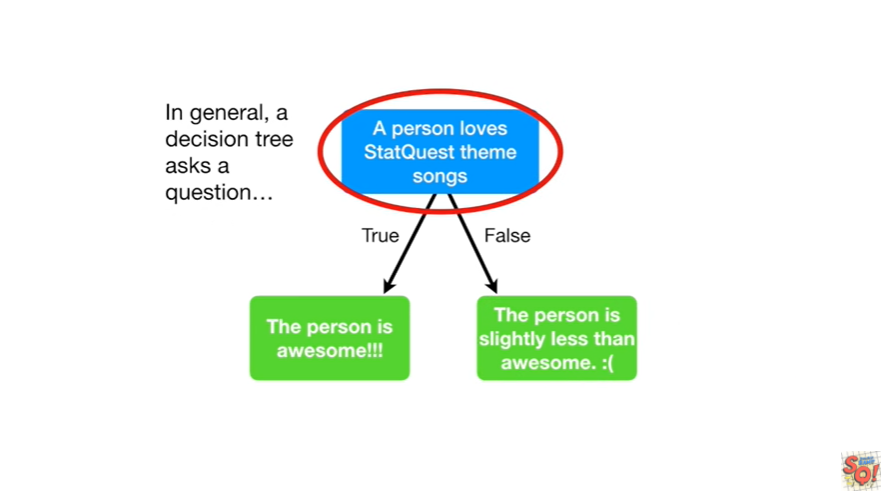 In general, a
decision tree
asks a
question…
A person loves
StatQuest theme
songs
True
False
The person is
awesome!!!
The person is
slightly less than
awesome. :(
SQ!